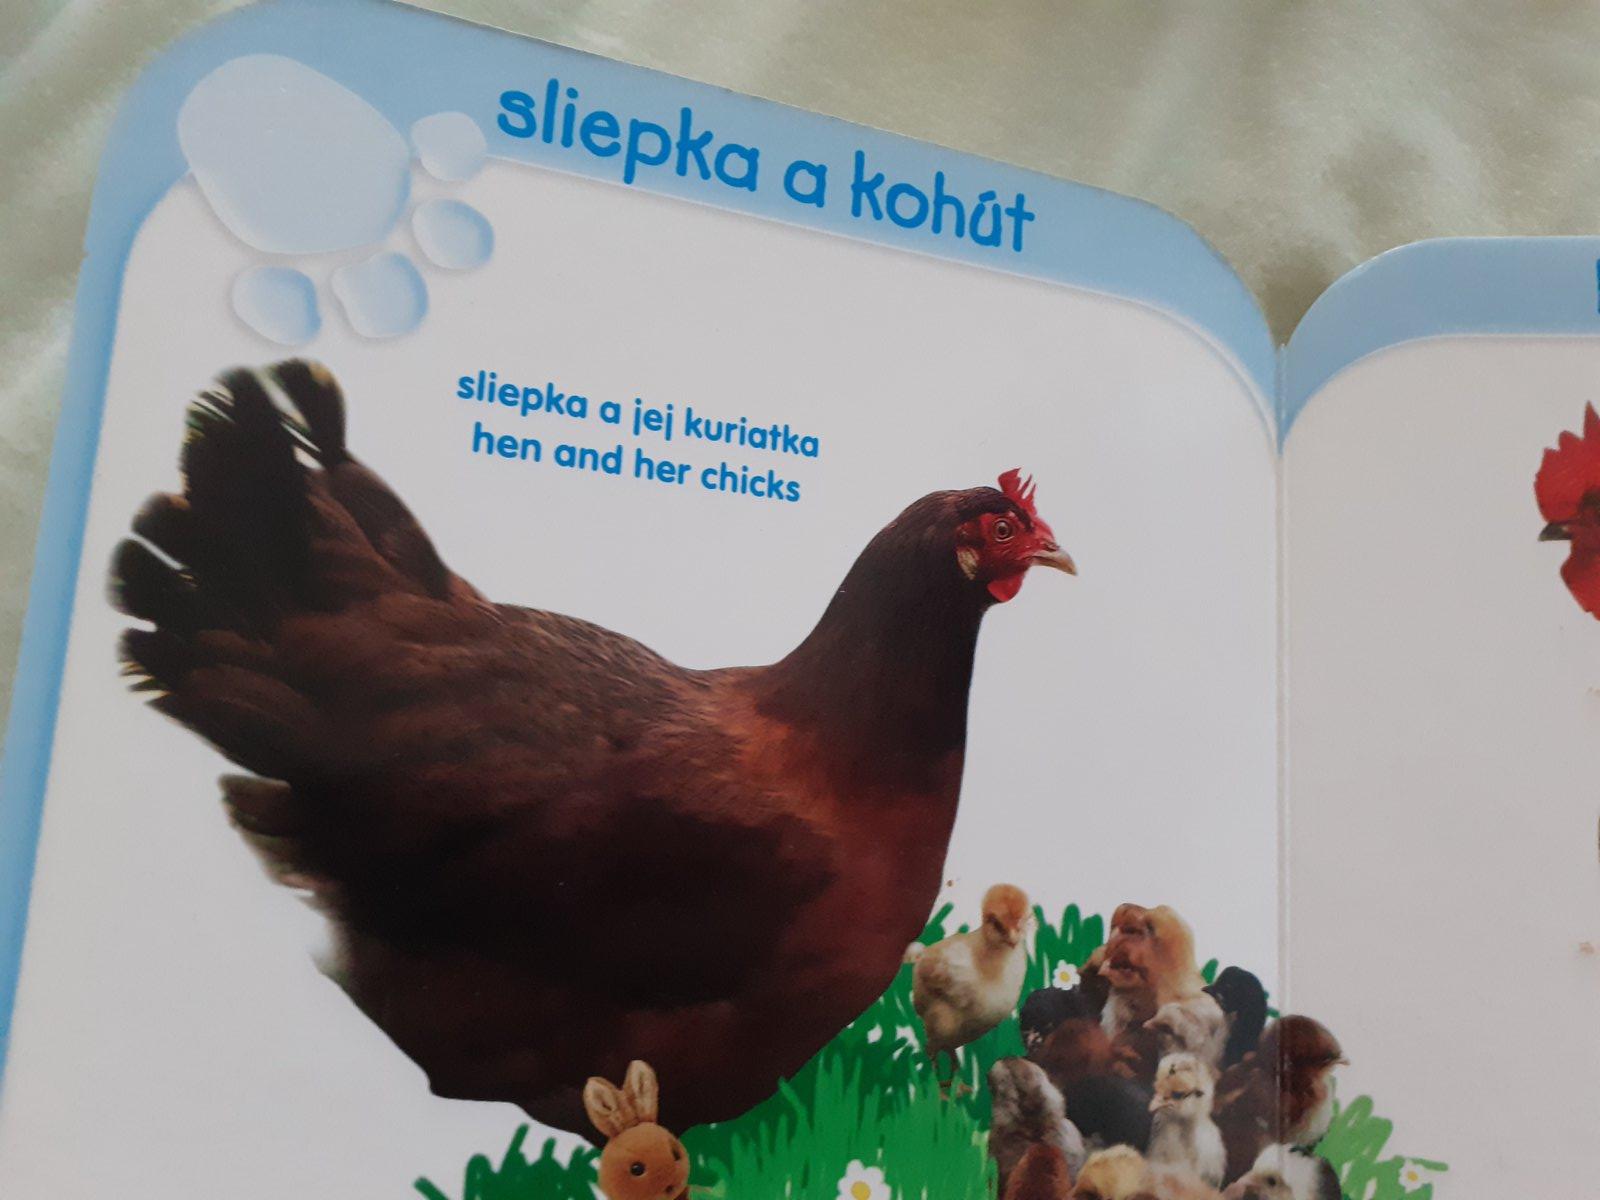 sliepka a kohút
sliepka a jej kuriatka
hen and her chicks